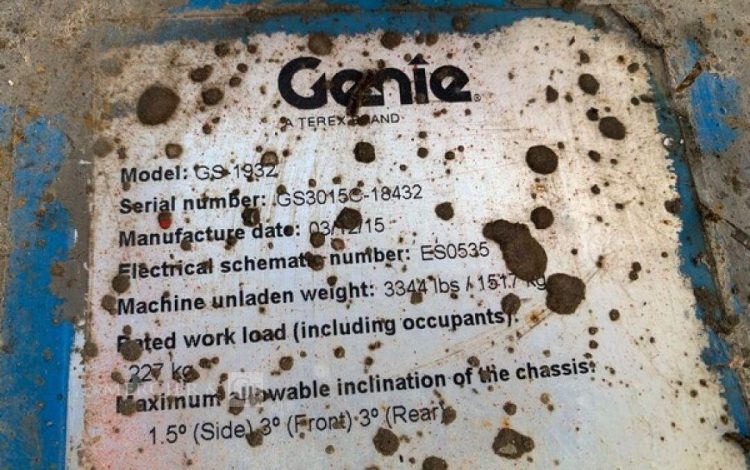 Genie
A TEREX BRAND
Model: GS-1932
Serial number: GS3015C-18432
Manufacture date: 03/12/15
Electrical schematic number: ES0535
Machine unladen weight: 3344 lbs / 1517 kg
Rated work load (including occupants):
227 kg
Maximum allowable inclination of the chassis:
1.5º (Side) 3º (Front) 3º (Rear)